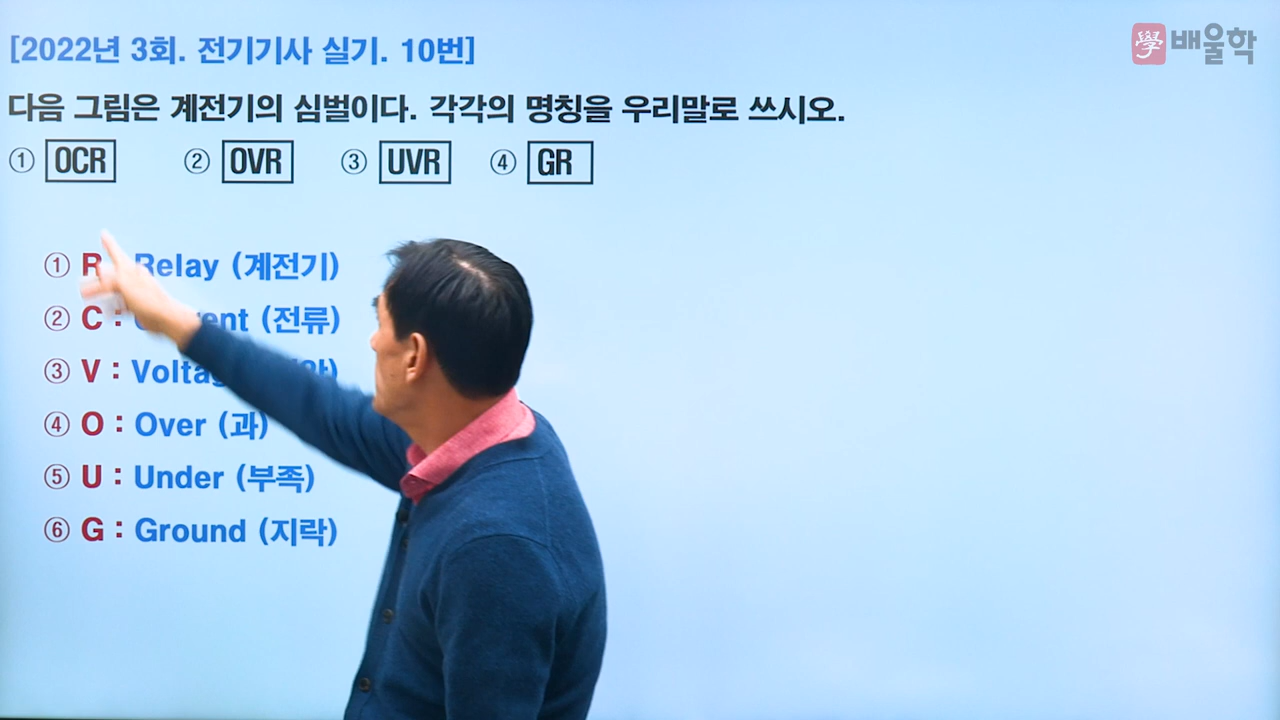 學 배울학
[2022년 3회. 전기기사 실기. 10번]
다음 그림은 계전기의 심벌이다. 각각의 명칭을 우리말로 쓰시오.
① OCR ② OVR ③ UVR ④ GR
① R Relay (계전기)
② C : (전류)
③ V :
④ O : Over (과)
⑤ U : Under (부족)
⑥ G : Ground (지락)